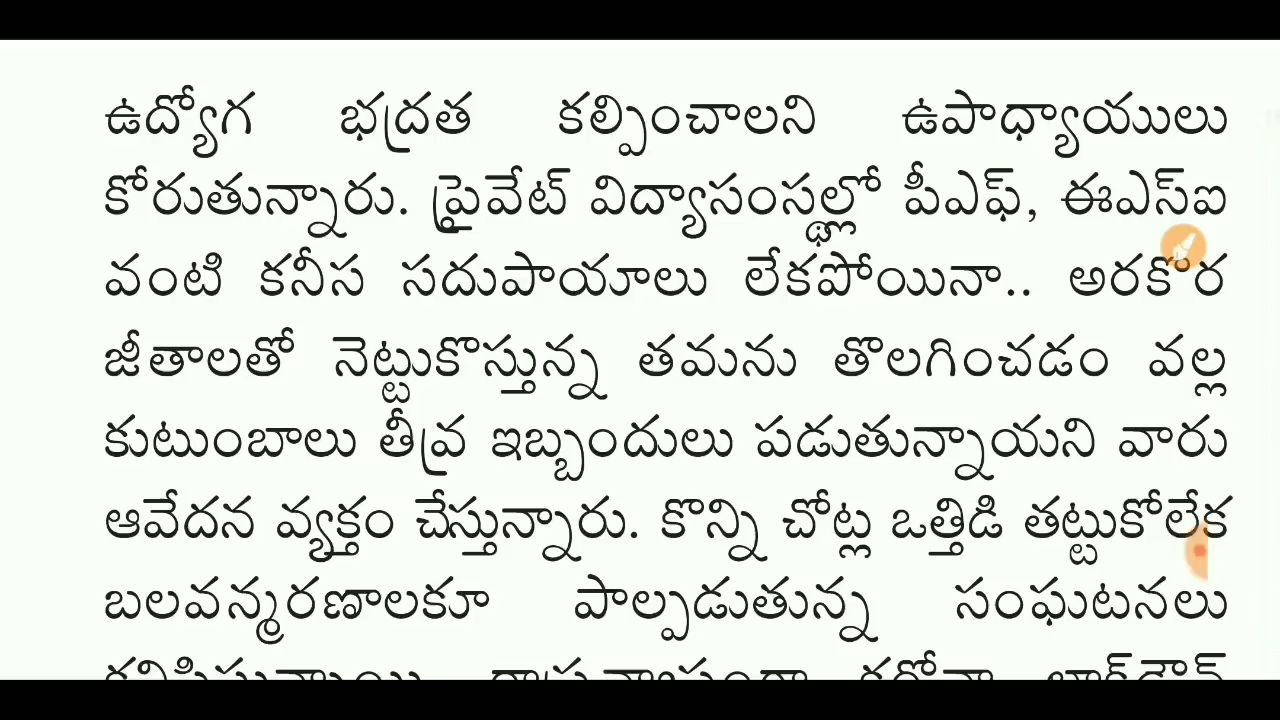 ఉద్యోగ భద్రత కల్పించాలని ఉపాధ్యాయులు
కోరుతున్నారు. ప్రైవేట్ విద్యాసంస్థల్లో పీఎఫ్, ఈఎస్ఐ
వంటి కనీస సదుపాయాలు లేకపోయినా.. అరకొర
జీతాలతో నెట్టుకొస్తున్న తమను తొలగించడం వల్ల
కుటుంబాలు తీవ్ర ఇబ్బందులు పడుతున్నాయని వారు
ఆవేదన వ్యక్తం చేస్తున్నారు. కొన్ని చోట్ల ఒత్తిడి తట్టుకోలేక
బలవన్మరణాలకూ పాల్పడుతున్న సంఘటనలు